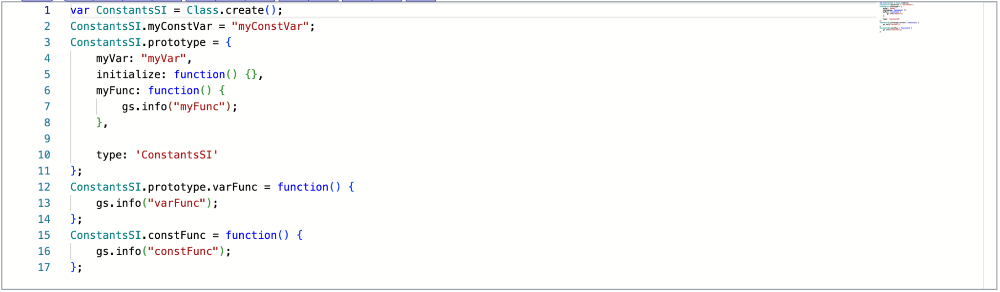 1 var ConstantsSI = Class.create();
2 ConstantsSI.myConstVar = "myConstVar";
3 ConstantsSI.prototype = {
4     myVar: "myVar",
5     initialize: function() {},
6     myFunc: function() {
7         gs.info("myFunc");
8     },
9
10     type: 'ConstantsSI'
11 };
12 ConstantsSI.prototype.varFunc = function() {
13     gs.info("varFunc");
14 };
15 ConstantsSI.constFunc = function() {
16     gs.info("constFunc");
17 };